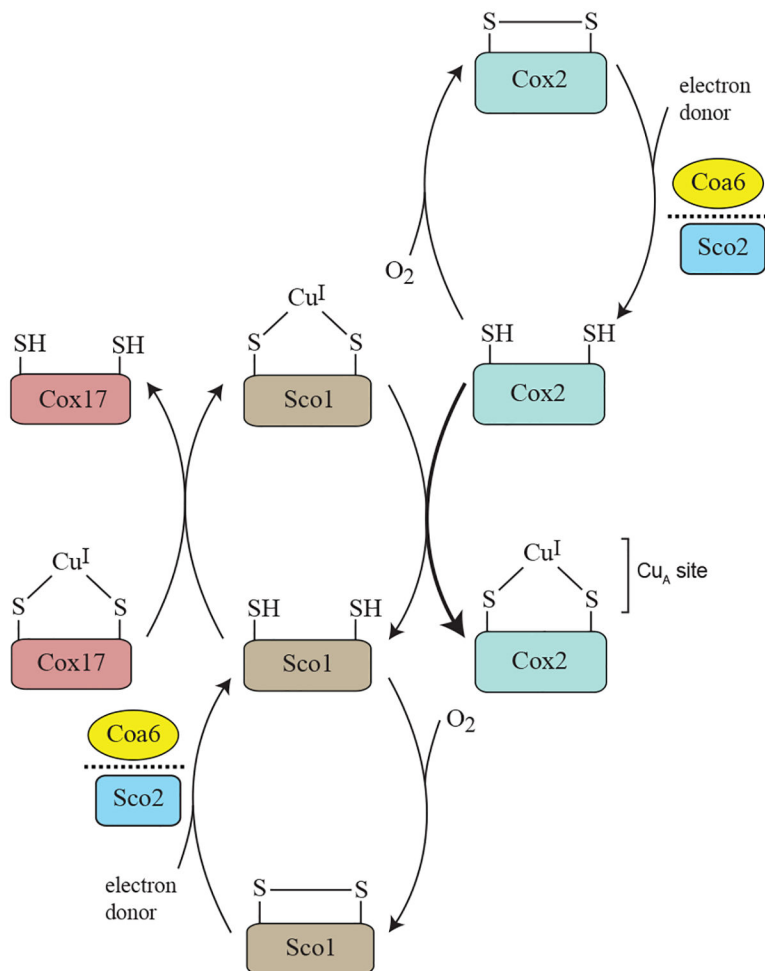 S S
Cox2
electron
donor
Coa6
Sco2
O2
CuI
S S
Sco1
SH SH
Cox17
SH SH
Cox2
CuI
S S
Cox17
SH SH
Sco1
CuI
S S
Cox2
CuA site
Coa6
Sco2
electron
donor
O2
S S
Sco1